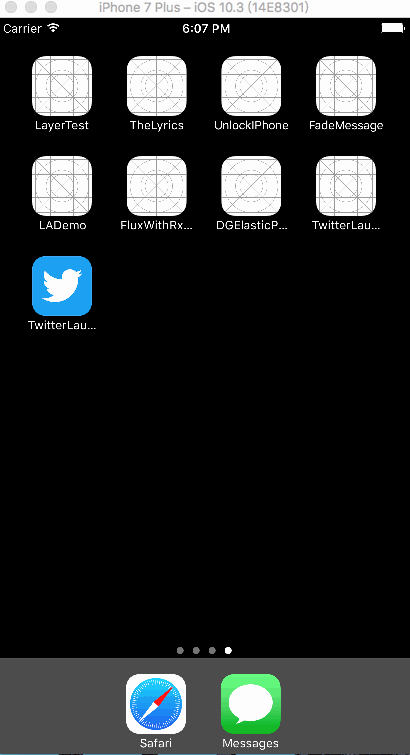 iPhone 7 Plus – iOS 10.3 (14E8301)
Carrier 6:07 PM
LayerTest TheLyrics UnlockIPhone FadeMessage
LADemo FluxWithRx... DGElasticP... TwitterLau...
TwitterLau...
Safari Messages